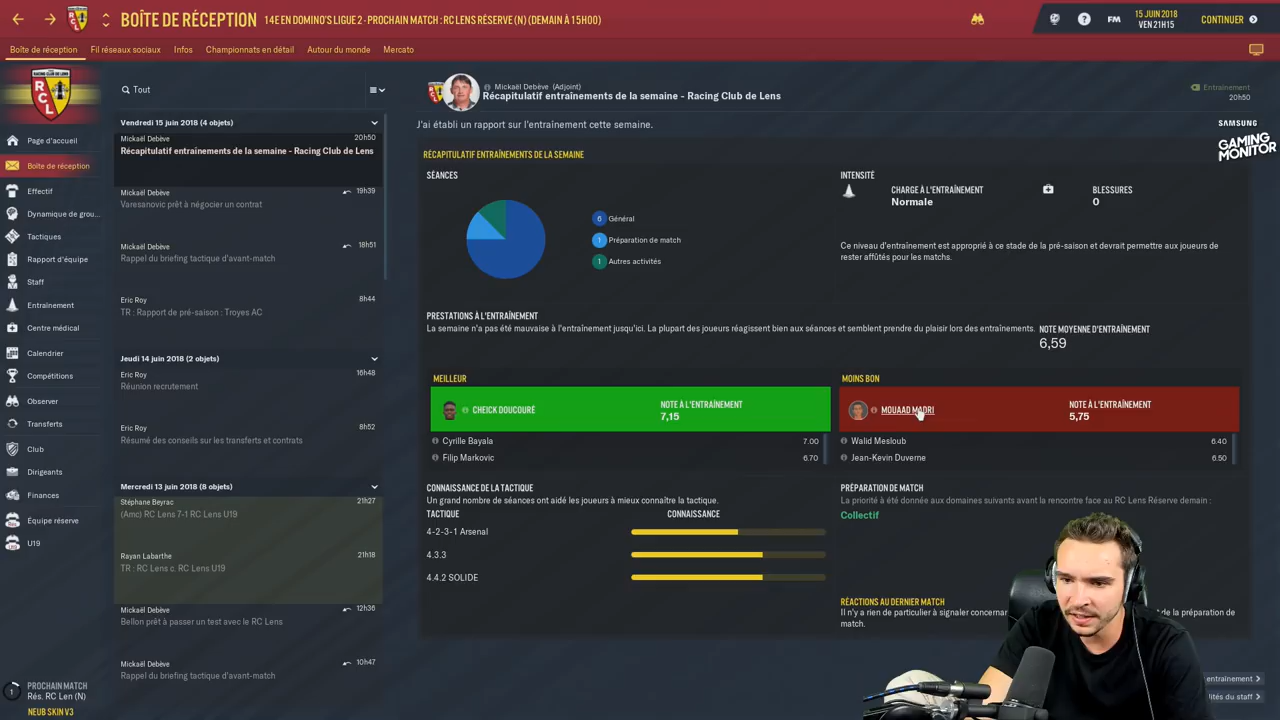 BOÎTE DE RÉCEPTION
14E EN DOMINO'S LIGUE 2 - PROCHAIN MATCH : RC LENS RÉSERVE (N) (DEMAIN À 15H00)
FM
15 JUIN 2018
VEN 21H15
CONTINUER
Boîte de réception
Fil réseaux sociaux
Infos
Championnats en détail
Autour du monde
Mercato
RACING CLUB DE LENS
RCL
Page d'accueil
Boîte de réception
Effectif
Dynamique de grou...
Tactiques
Rapport d'équipe
Staff
Entraînement
Centre médical
Calendrier
Compétitions
Observer
Transferts
Club
Dirigeants
Finances
Équipe réserve
U19
1
PROCHAIN MATCH
Rés. RC Len (N)
NEUB SKIN V3
Tout
Vendredi 15 juin 2018 (4 objets)
Mickaël Debève 20h50
Récapitulatif entraînements de la semaine - Racing Club de Lens
Mickaël Debève 19h39
Varesanovic prêt à négocier un contrat
Mickaël Debève 18h51
Rappel du briefing tactique d'avant-match
Eric Roy 8h44
TR : Rapport de pré-saison : Troyes AC
Jeudi 14 juin 2018 (2 objets)
Eric Roy 16h48
Réunion recrutement
Eric Roy 8h52
Résumé des conseils sur les transferts et contrats
Mercredi 13 juin 2018 (8 objets)
Stéphane Beyrac 21h27
(Amc) RC Lens 7-1 RC Lens U19
Rayan Labarthe 21h18
TR : RC Lens c. RC Lens U19
Mickaël Debève 12h36
Bellon prêt à passer un test avec le RC Lens
Mickaël Debève 10h47
Rappel du briefing tactique d'avant-match
Mickaël Debève (Adjoint)
Récapitulatif entraînements de la semaine - Racing Club de Lens
Entraînement
20h50
J'ai établi un rapport sur l'entraînement cette semaine.
SAMSUNG
GAMING
MONITOR
RÉCAPITULATIF ENTRAÎNEMENTS DE LA SEMAINE
SÉANCES
6 Général
1 Préparation de match
1 Autres activités
INTENSITÉ
CHARGE À L'ENTRAÎNEMENT
Normale
BLESSURES
0
Ce niveau d'entraînement est approprié à ce stade de la pré-saison et devrait permettre aux joueurs de
rester affûtés pour les matchs.
PRESTATIONS À L'ENTRAÎNEMENT
La semaine n'a pas été mauvaise à l'entraînement jusqu'ici. La plupart des joueurs réagissent bien aux séances et semblent prendre du plaisir lors des entraînements.
NOTE MOYENNE D'ENTRAÎNEMENT
6,59
MEILLEUR
CHEICK DOUCOURÉ
NOTE À L'ENTRAÎNEMENT
7,15
Cyrille Bayala 7.00
Filip Markovic 6.70
MOINS BON
MOUAAD MADRI
NOTE À L'ENTRAÎNEMENT
5,75
Walid Mesloub 6.40
Jean-Kevin Duverne 6.50
CONNAISSANCE DE LA TACTIQUE
Un grand nombre de séances ont aidé les joueurs à mieux connaître la tactique.
TACTIQUE CONNAISSANCE
4-2-3-1 Arsenal
4.3.3
4.4.2 SOLIDE
PRÉPARATION DE MATCH
La priorité à été donnée aux domaines suivants avant la rencontre face au RC Lens Réserve demain :
Collectif
RÉACTIONS AU DERNIER MATCH
Il n'y a rien de particulier à signaler concernan
t de la préparation de
match.
entraînement
lités du staff